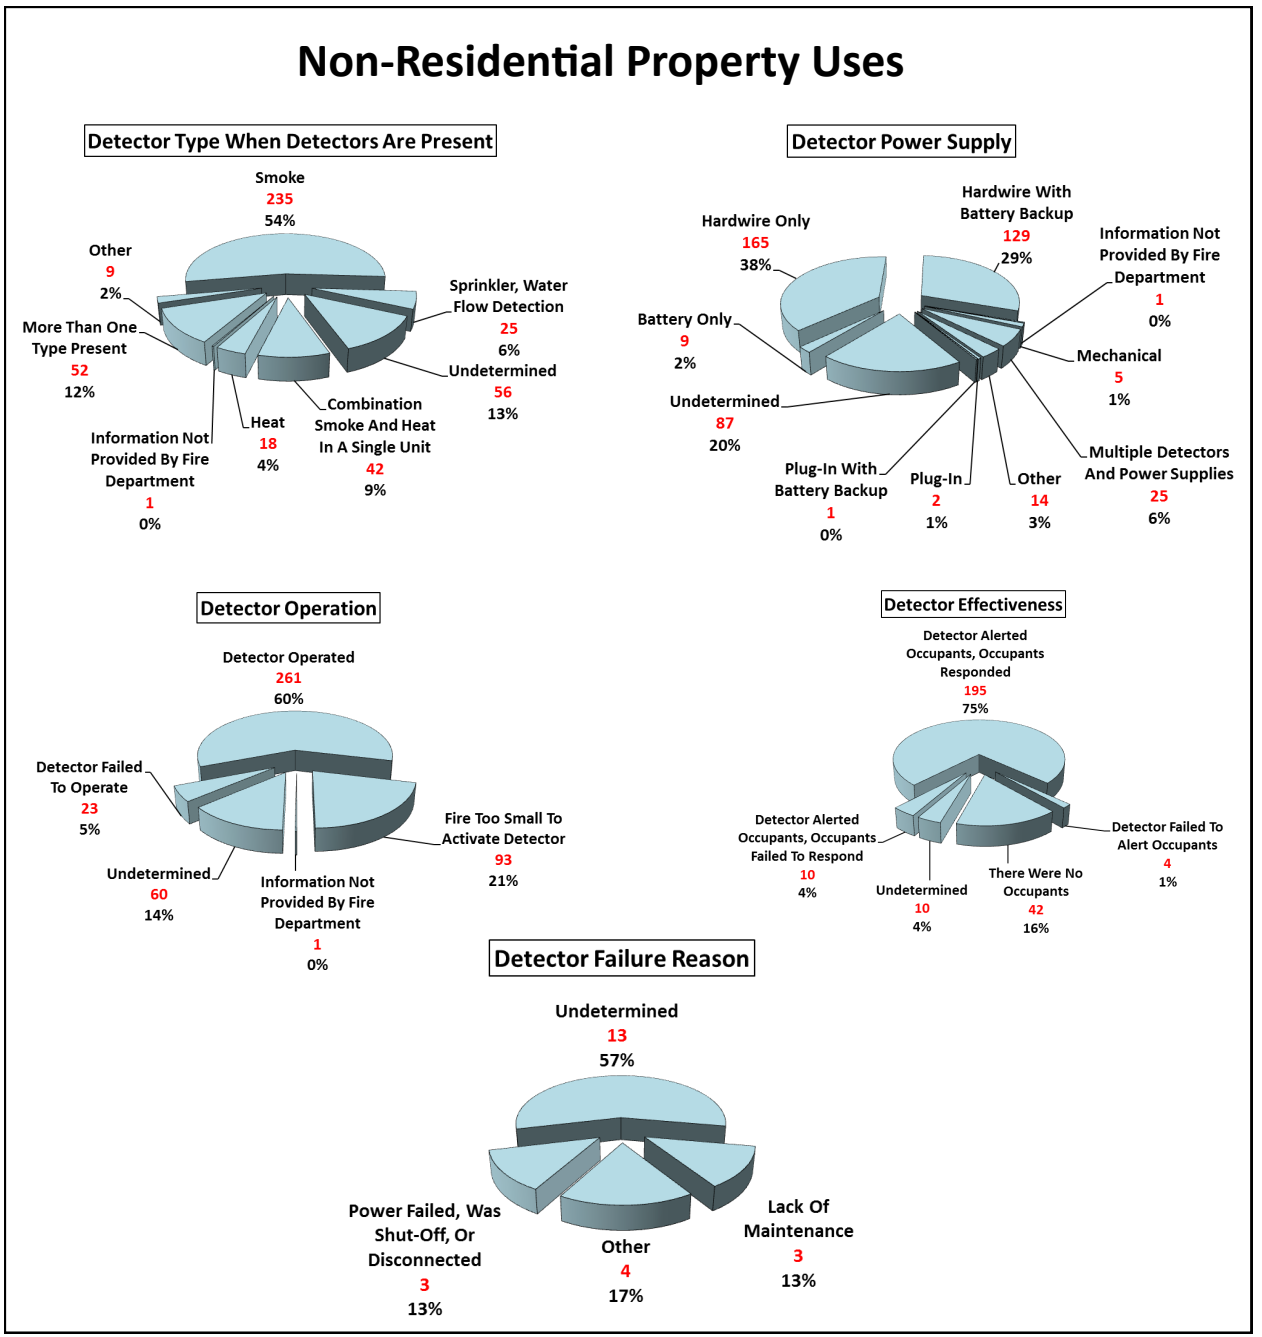 Non-Residential Property Uses
Detector Type When Detectors Are Present
Smoke
235
54%
Other
9
2%
More Than One
Type Present
52
12%
Information Not
Provided By Fire
Department
1
0%
Heat
18
4%
Combination
Smoke And Heat
In A Single Unit
42
9%
Undetermined
56
13%
Sprinkler, Water
Flow Detection
25
6%
Detector Power Supply
Hardwire Only
165
38%
Hardwire With
Battery Backup
129
29%
Information Not
Provided By Fire
Department
1
0%
Mechanical
5
1%
Multiple Detectors
And Power Supplies
25
6%
Other
14
3%
Plug-In
2
1%
Plug-In With
Battery Backup
1
0%
Undetermined
87
20%
Battery Only
9
2%
Detector Operation
Detector Operated
261
60%
Detector Failed
To Operate
23
5%
Undetermined
60
14%
Information Not
Provided By Fire
Department
1
0%
Fire Too Small To
Activate Detector
93
21%
Detector Effectiveness
Detector Alerted
Occupants, Occupants
Responded
195
75%
Detector Alerted
Occupants, Occupants
Failed To Respond
10
4%
Undetermined
10
4%
There Were No
Occupants
42
16%
Detector Failed To
Alert Occupants
4
1%
Detector Failure Reason
Undetermined
13
57%
Power Failed, Was
Shut-Off, Or
Disconnected
3
13%
Other
4
17%
Lack Of
Maintenance
3
13%